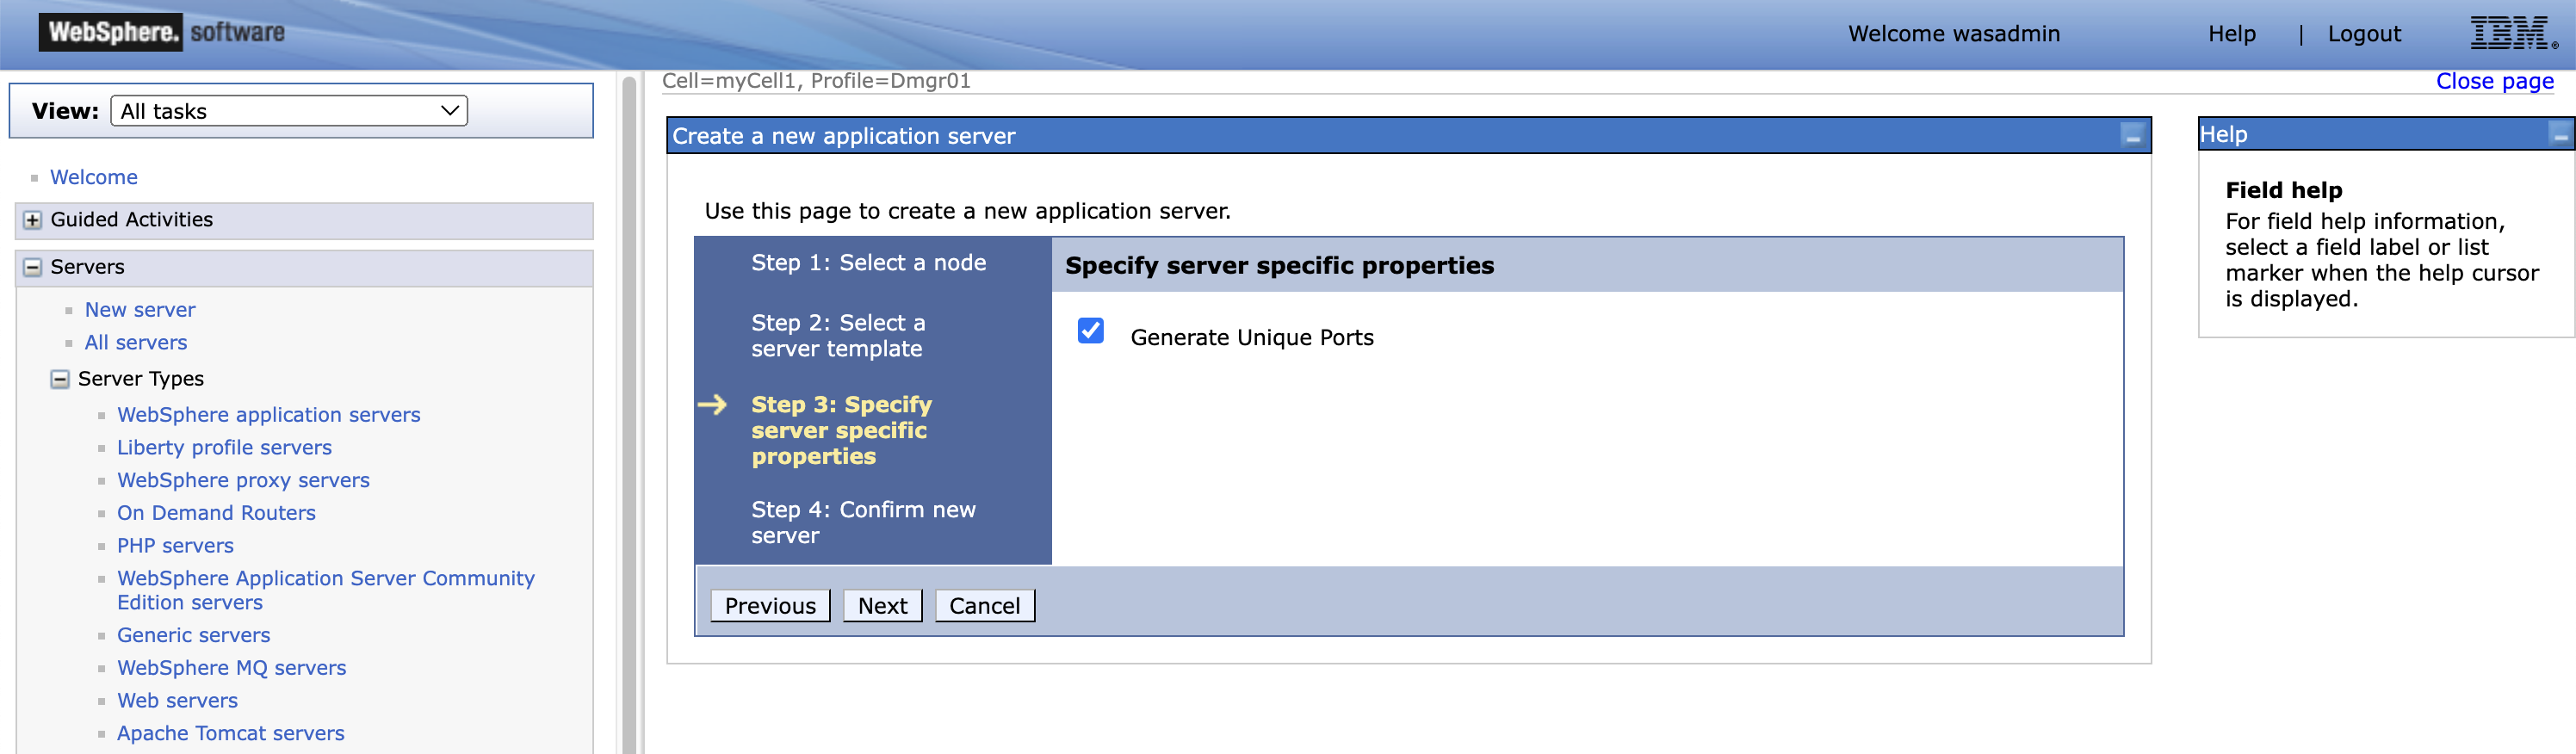 WebSphere. software
Welcome wasadmin
Help | Logout
IBM®
View: All tasks
Welcome
Guided Activities
Servers
New server
All servers
Server Types
WebSphere application servers
Liberty profile servers
WebSphere proxy servers
On Demand Routers
PHP servers
WebSphere Application Server Community
Edition servers
Generic servers
WebSphere MQ servers
Web servers
Apache Tomcat servers
Cell=myCell1, Profile=Dmgr01
Close page
Create a new application server
Use this page to create a new application server.
Step 1: Select a node
Step 2: Select a
server template
Step 3: Specify
server specific
properties
Step 4: Confirm new
server
Specify server specific properties
Generate Unique Ports
Previous
Next
Cancel
Help
Field help
For field help information,
select a field label or list
marker when the help cursor
is displayed.